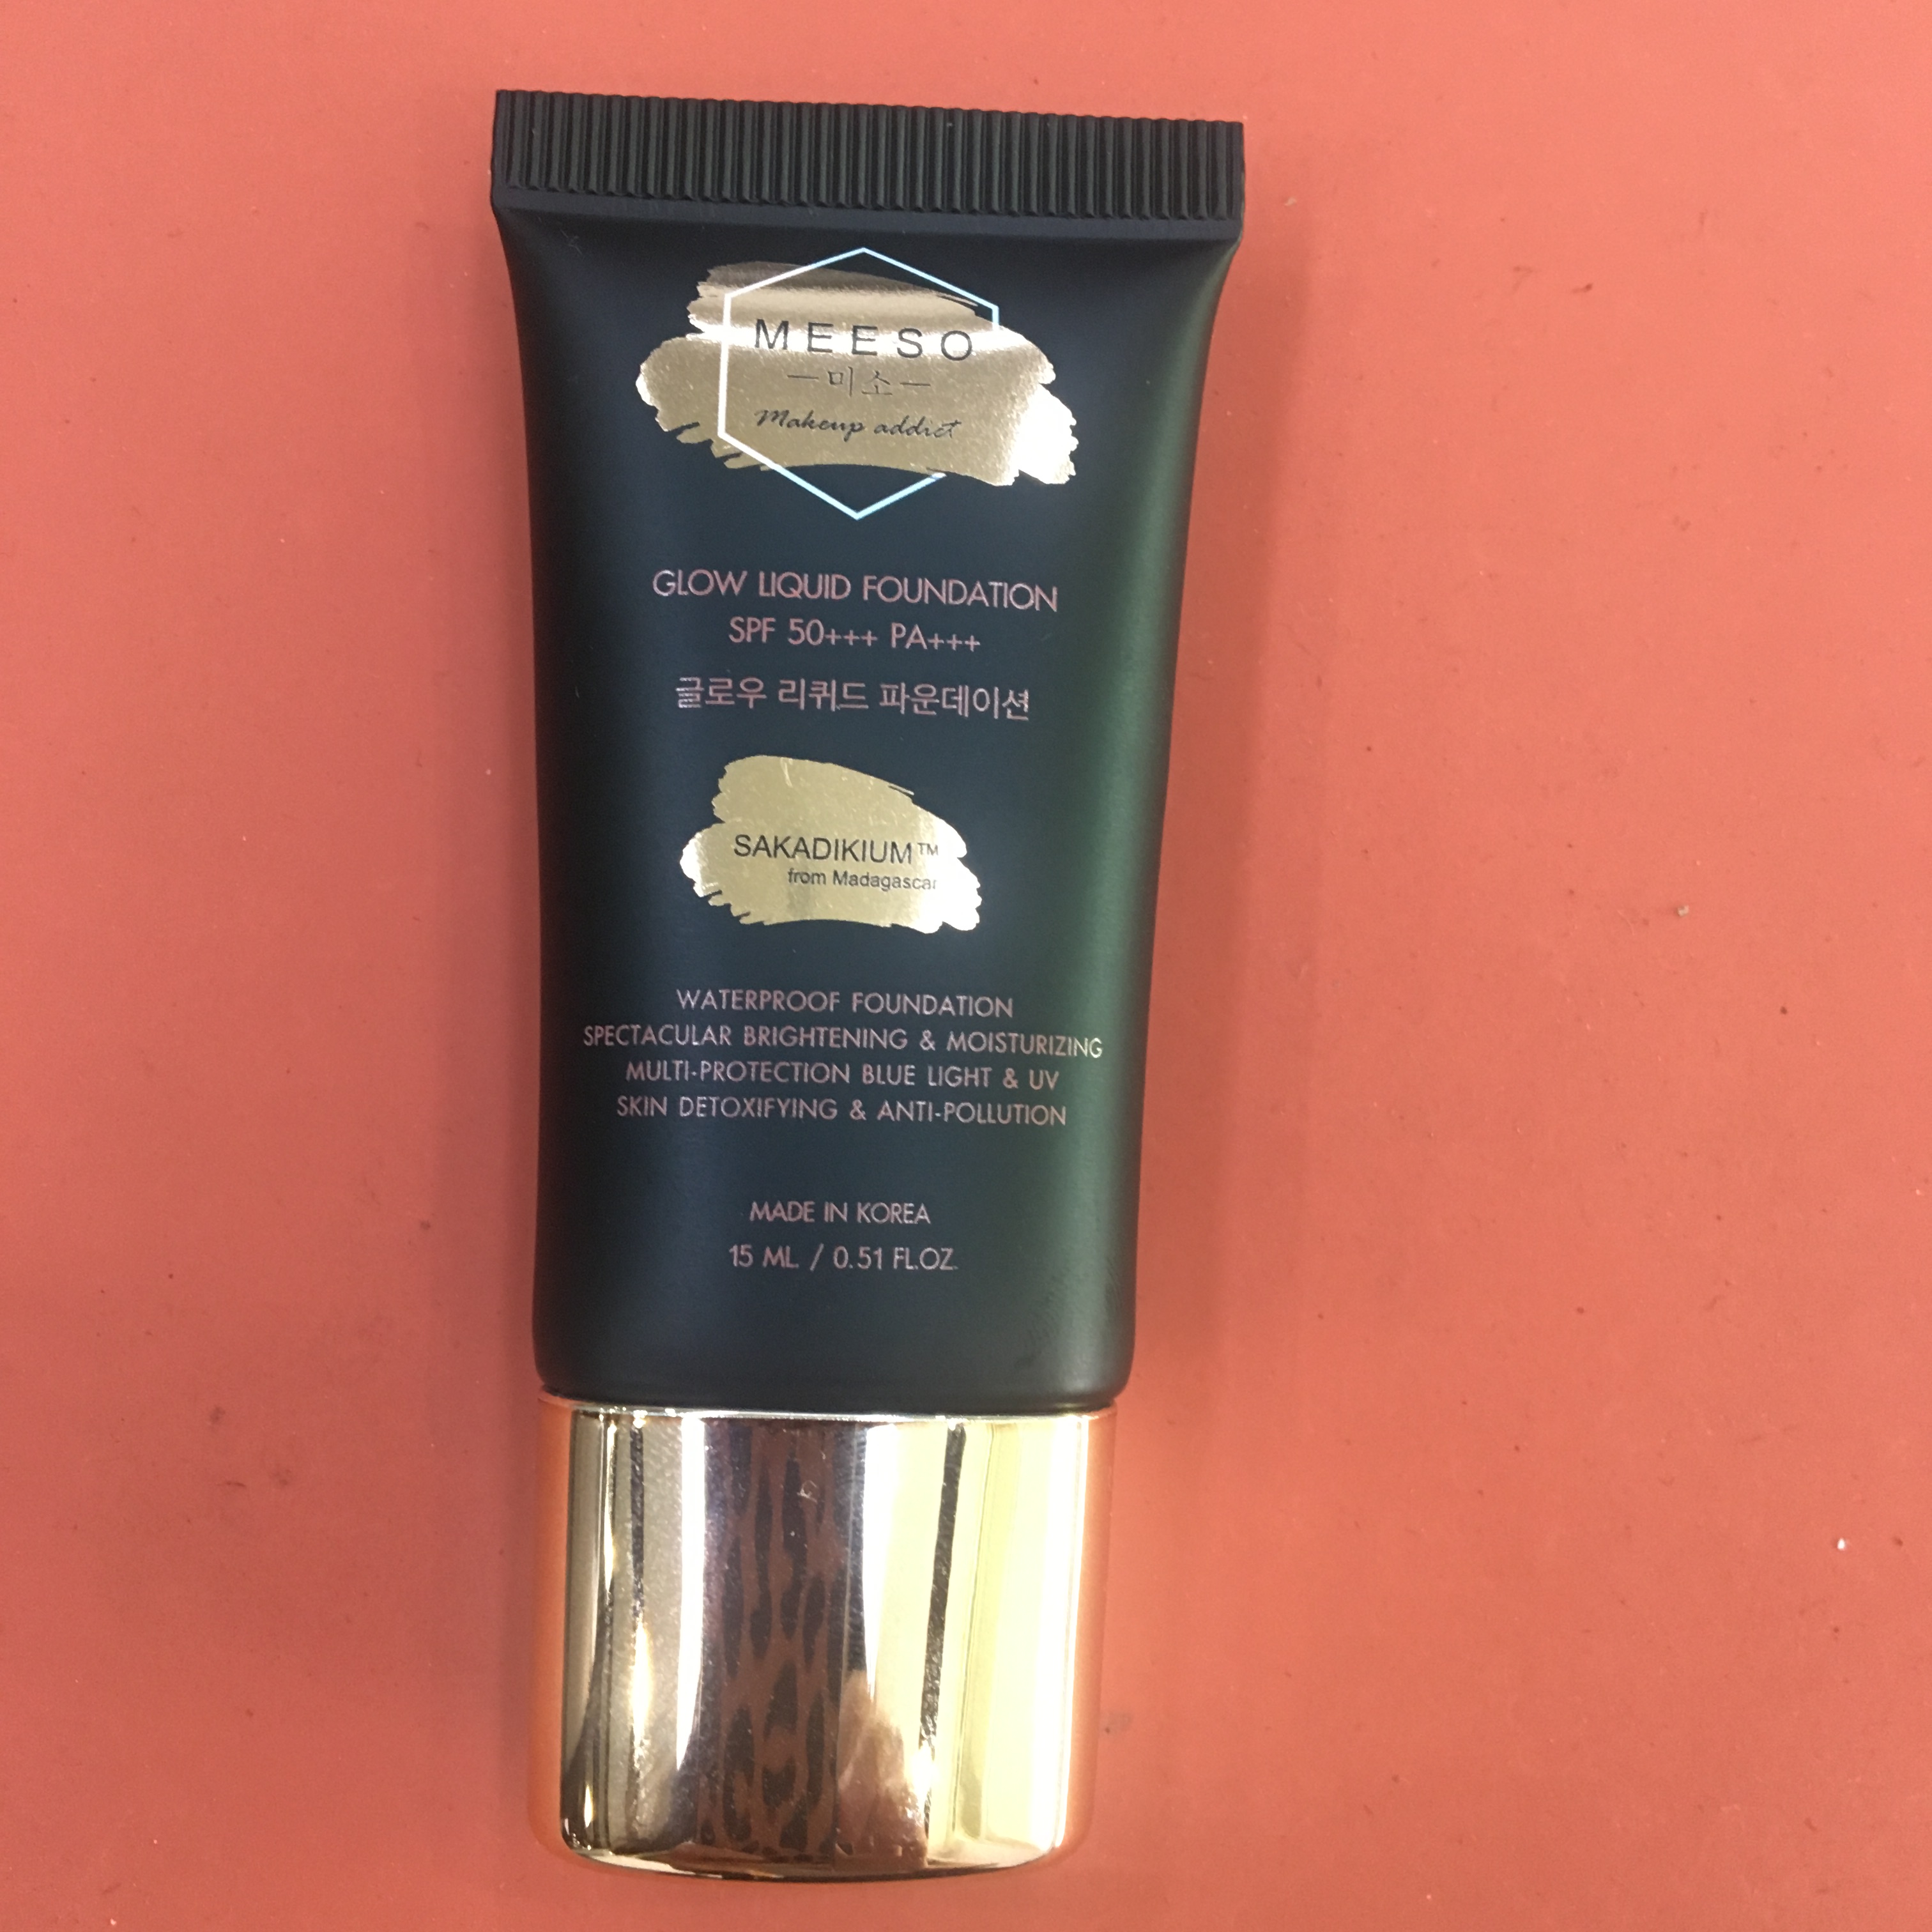 MEESO
—미소—
Makeup addict
GLOW LIQUID FOUNDATION
SPF 50+++ PA+++
글로우 리퀴드 파운데이션
SAKADIKIUM™
from Madagascar
WATERPROOF FOUNDATION
SPECTACULAR BRIGHTENING & MOISTURIZING
MULTI-PROTECTION BLUE LIGHT & UV
SKIN DETOXIFYING & ANTI-POLLUTION
MADE IN KOREA
15 ML / 0.51 FL.OZ.